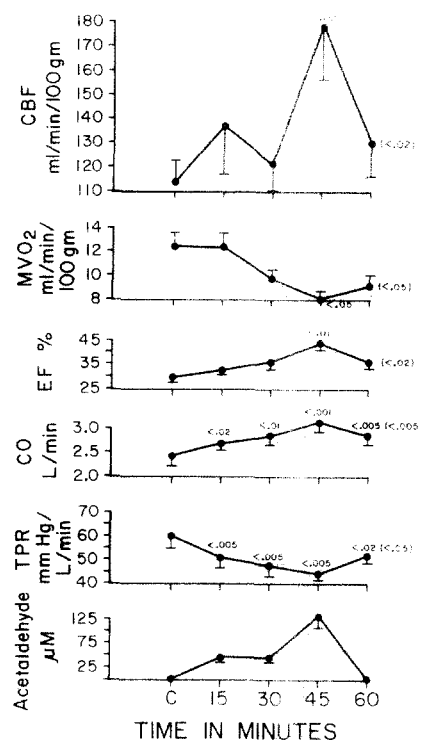 CBF
ml/min/100gm
180
170
160
150
140
130
120
110
(<.02)
MVO2
ml/min/
100gm
14
12
10
8
<.05
(<.05)
EF %
45
35
25
(<.02)
CO
L/min
3.0
2.5
2.0
<.02
<.01
<.001
<.005 (<.005
TPR
mm Hg/
L/min
70
60
50
40
<.005
<.005
<.005
<.02 (<.05)
Acetaldehyde
μM
125
75
25
C 15 30 45 60
TIME IN MINUTES